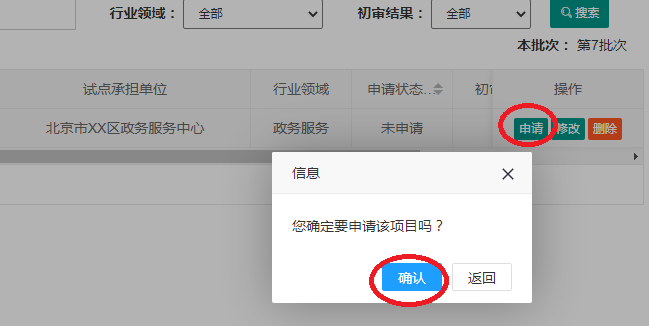 行业领域： 全部 初审结果： 全部 搜索
本批次： 第7批次
试点承担单位 行业领域 申请状态... 初审 操作
北京市XX区政务服务中心 政务服务 未申请 申请 修改 删除
信息
您确定要申请该项目吗？
确认 返回